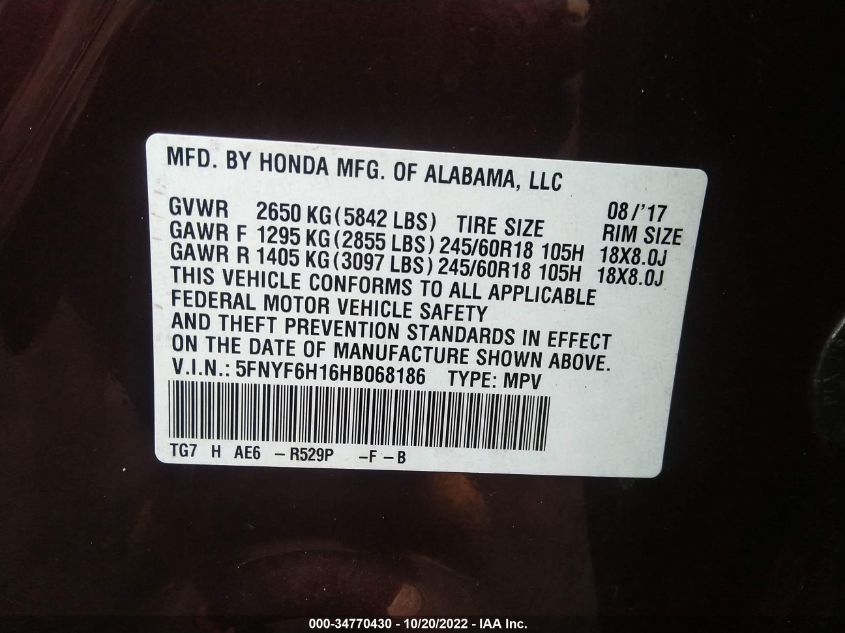 MFD. BY HONDA MFG. OF ALABAMA, LLC
GVWR 2650 KG (5842 LBS) TIRE SIZE 08/'17 RIM SIZE
GAWR F 1295 KG (2855 LBS) 245/60R18 105H 18X8.0J
GAWR R 1405 KG (3097 LBS) 245/60R18 105H 18X8.0J
THIS VEHICLE CONFORMS TO ALL APPLICABLE
FEDERAL MOTOR VEHICLE SAFETY
AND THEFT PREVENTION STANDARDS IN EFFECT
ON THE DATE OF MANUFACTURE SHOWN ABOVE.
V.I.N.: 5FNYF6H16HB068186 TYPE: MPV
TG7 H AE6 - R529P - F - B
000-34770430 - 10/20/2022 - IAA Inc.